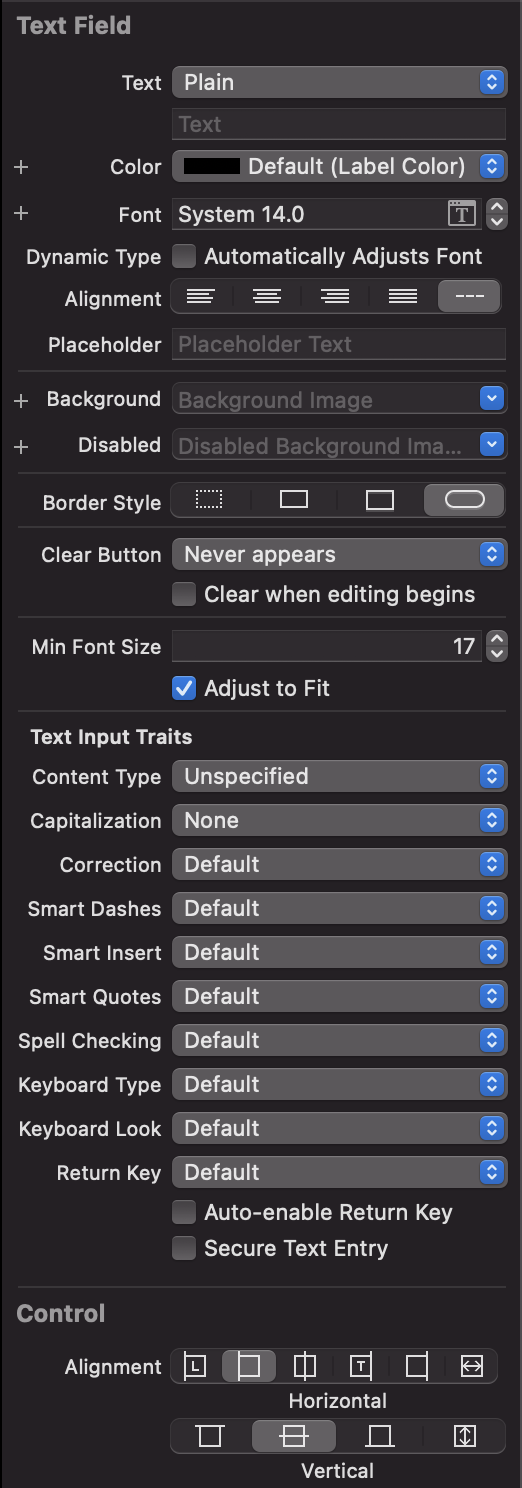 Text Field
Text Plain
Text
Color Default (Label Color)
Font System 14.0 T
Dynamic Type Automatically Adjusts Font
Alignment
Placeholder Placeholder Text
Background Background Image
Disabled Disabled Background Ima...
Border Style
Clear Button Never appears
Clear when editing begins
Min Font Size 17
Adjust to Fit
Text Input Traits
Content Type Unspecified
Capitalization None
Correction Default
Smart Dashes Default
Smart Insert Default
Smart Quotes Default
Spell Checking Default
Keyboard Type Default
Keyboard Look Default
Return Key Default
Auto-enable Return Key
Secure Text Entry
Control
Alignment L T
Horizontal
Vertical